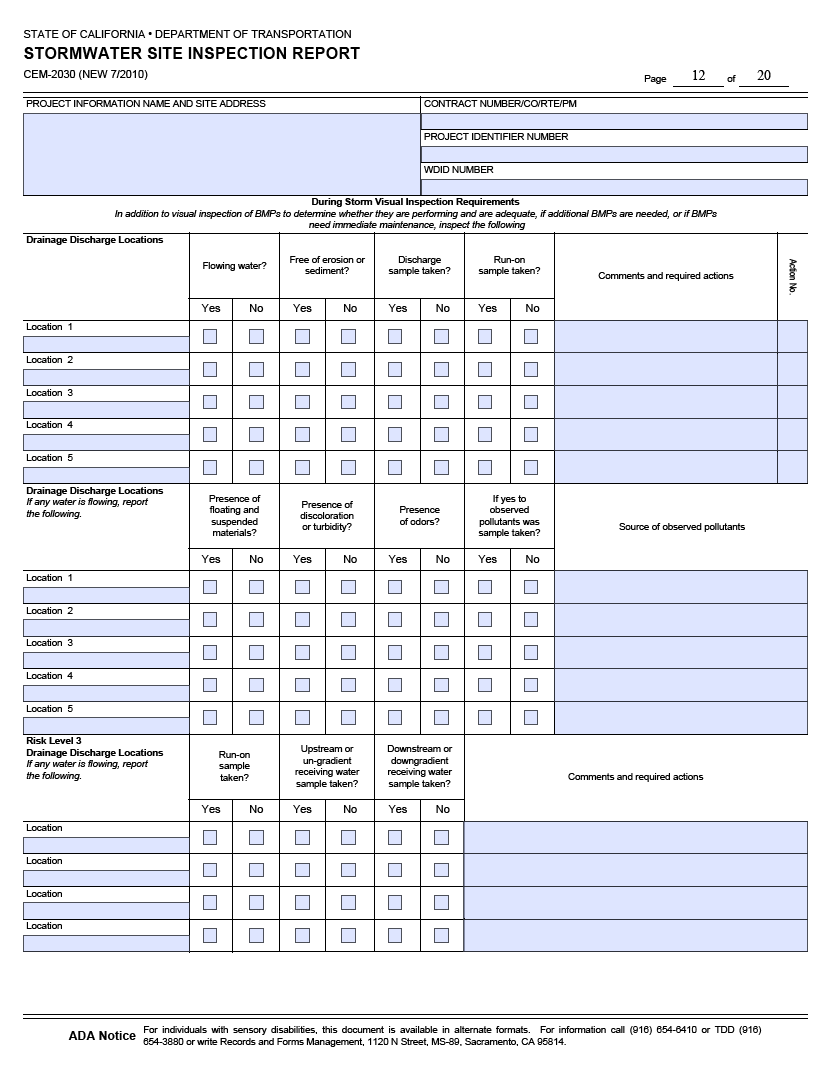 STATE OF CALIFORNIA • DEPARTMENT OF TRANSPORTATION
STORMWATER SITE INSPECTION REPORT
CEM-2030 (NEW 7/2010)
Page 12 of 20
PROJECT INFORMATION NAME AND SITE ADDRESS
CONTRACT NUMBER/CO/RTE/PM
PROJECT IDENTIFIER NUMBER
WDID NUMBER
During Storm Visual Inspection Requirements
In addition to visual inspection of BMPs to determine whether they are performing and are adequate, if additional BMPs are needed, or if BMPs
need immediate maintenance, inspect the following
Drainage Discharge Locations
Flowing water?
Free of erosion or
sediment?
Discharge
sample taken?
Run-on
sample taken?
Comments and required actions
Action No.
Yes No Yes No Yes No Yes No
Location 1
Location 2
Location 3
Location 4
Location 5
Drainage Discharge Locations
If any water is flowing, report
the following.
Presence of
floating and
suspended
materials?
Presence of
discoloration
or turbidity?
Presence
of odors?
If yes to
observed
pollutants was
sample taken?
Source of observed pollutants
Yes No Yes No Yes No Yes No
Location 1
Location 2
Location 3
Location 4
Location 5
Risk Level 3
Drainage Discharge Locations
If any water is flowing, report
the following.
Run-on
sample
taken?
Upstream or
un-gradient
receiving water
sample taken?
Downstream or
downgradient
receiving water
sample taken?
Comments and required actions
Yes No Yes No Yes No
Location
Location
Location
Location
ADA Notice
For individuals with sensory disabilities, this document is available in alternate formats. For information call (916) 654-6410 or TDD (916)
654-3880 or write Records and Forms Management, 1120 N Street, MS-89, Sacramento, CA 95814.